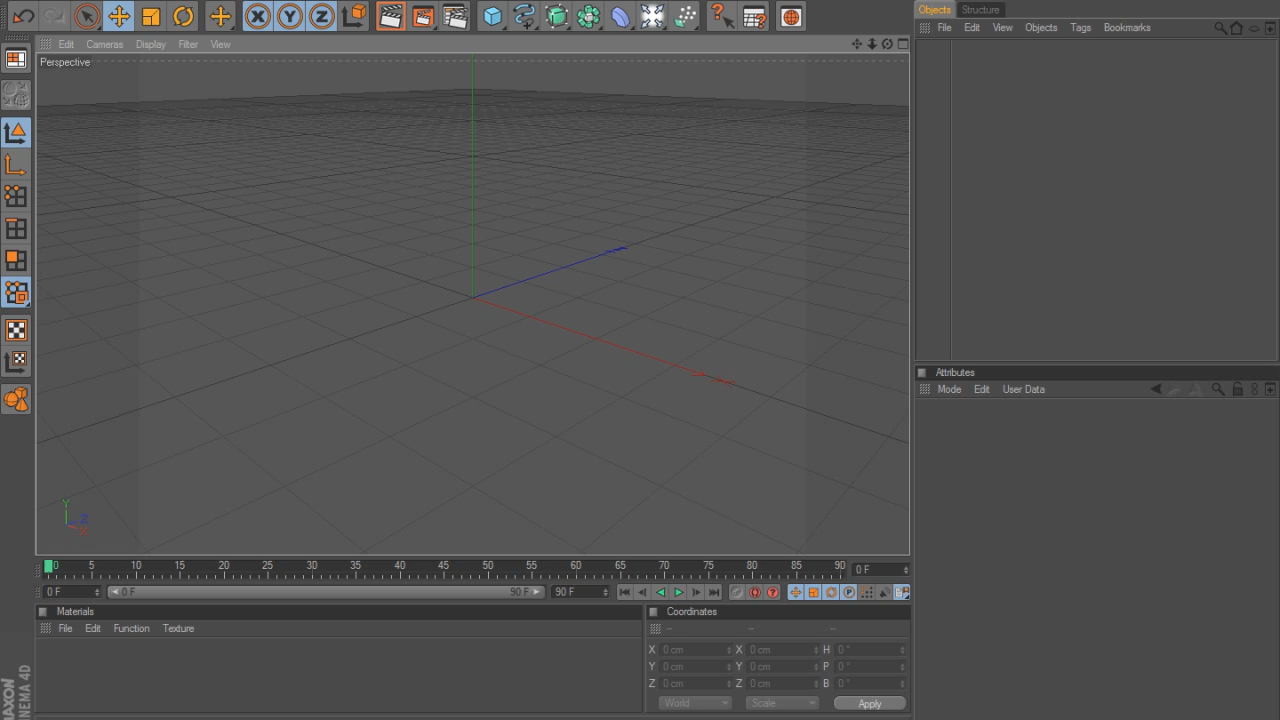 X Y Z
Objects Structure
File Edit View Objects Tags Bookmarks
Edit Cameras Display Filter View
Perspective
Y
Z
X
Attributes
Mode Edit User Data
0 5 10 15 20 25 30 35 40 45 50 55 60 65 70 75 80 85 90
0 F
0 F
0 F 90 F
90 F
Materials
File Edit Function Texture
Coordinates
-- -- --
X 0 cm X 0 cm H 0 °
Y 0 cm Y 0 cm P 0 °
Z 0 cm Z 0 cm B 0 °
World Scale Apply